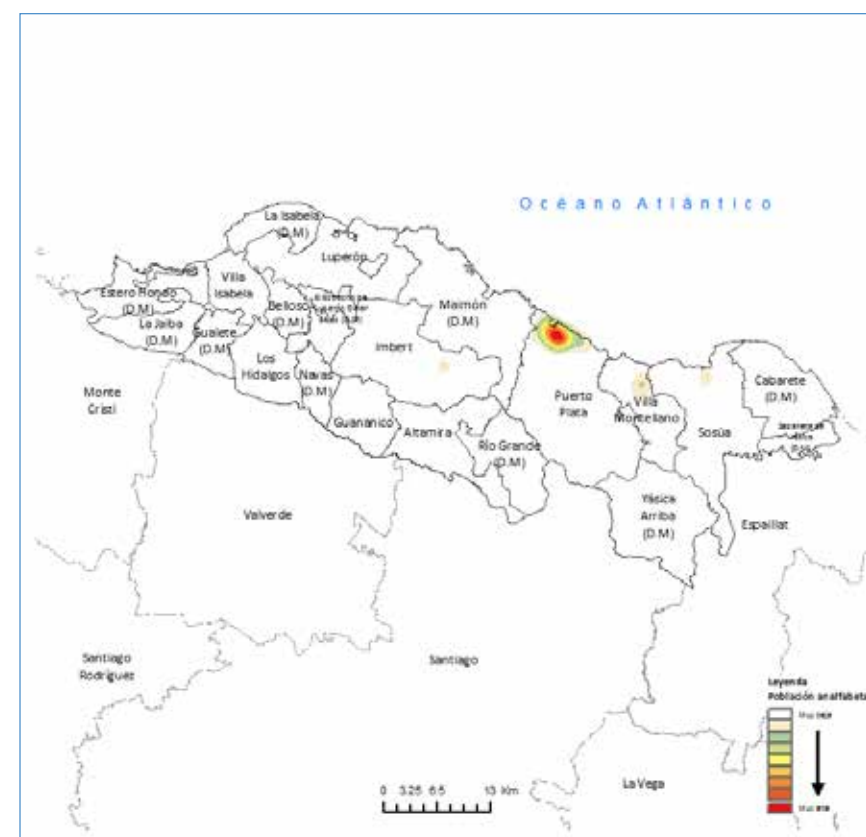 Océano Atlántico
La Isabela
(D.M)
Luperón
Villa
Isabela
Estero Hondo
(D.M)
Belloso
(D.M)
Maimón
(D.M)
La Jaiba
(D.M)
Gualete
(D.M)
Imbert
Los
Hidalgos
Navas
(D.M)
Cabarete
(D.M)
Monte
Cristi
Puerto
Plata
Villa
Montellano
Guananico
Altamira
Sosúa
Río Grande
(D.M)
Yásica
Arriba
(D.M)
Valverde
Espaillat
Santiago
Rodríguez
Santiago
La Vega
Leyenda
Población analfabeta
0 3.25 6.5 13 Km